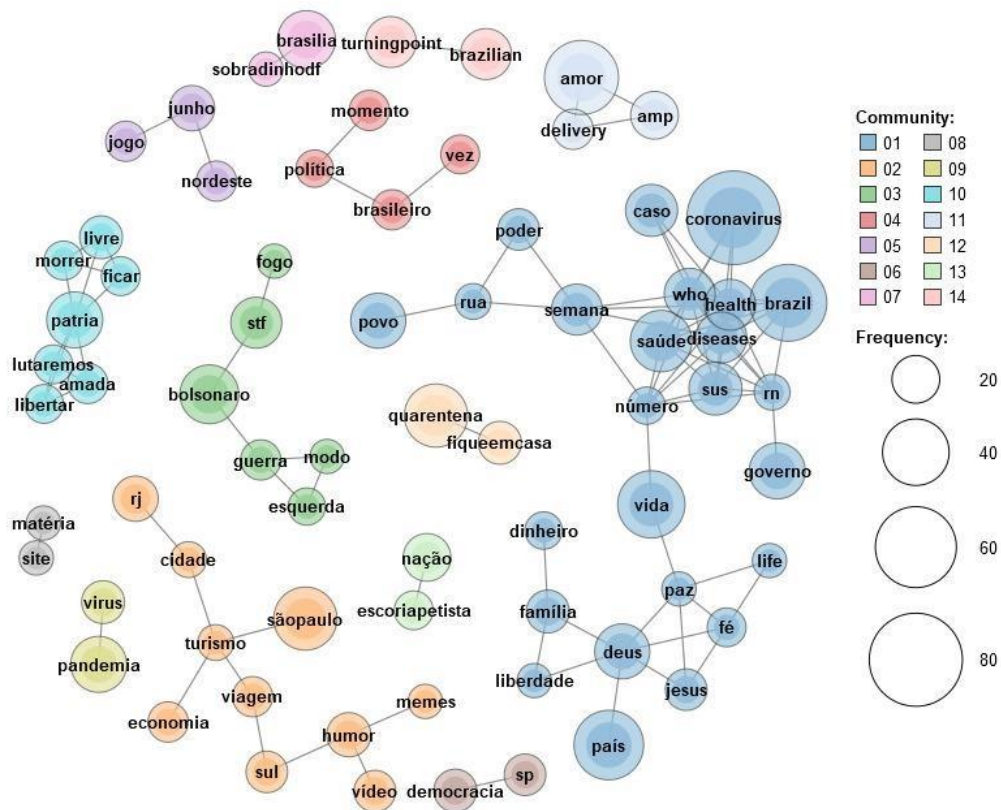 brasilia
turningpoint
brazilian
sobradinhodf
amor
junho
momento
amp
jogo
delivery
vez
política
nordeste
brasileiro
Community:
01 08
02 09
03 10
04 11
05 12
06 13
07 14
caso
coronavirus
poder
livre
morrer
fogo
ficar
who
health
brazil
rua
semana
patria
stf
povo
saúde
diseases
lutaremos
amada
libertar
bolsonaro
sus
rn
número
quarentena
fiqueemcasa
guerra
modo
governo
esquerda
rj
vida
matéria
site
dinheiro
cidade
nação
life
paz
virus
escoriapetista
família
sãopaulo
fé
turismo
deus
pandemia
liberdade
jesus
viagem
economia
memes
humor
país
sul
vídeo
democracia
sp
Frequency:
20
40
60
80